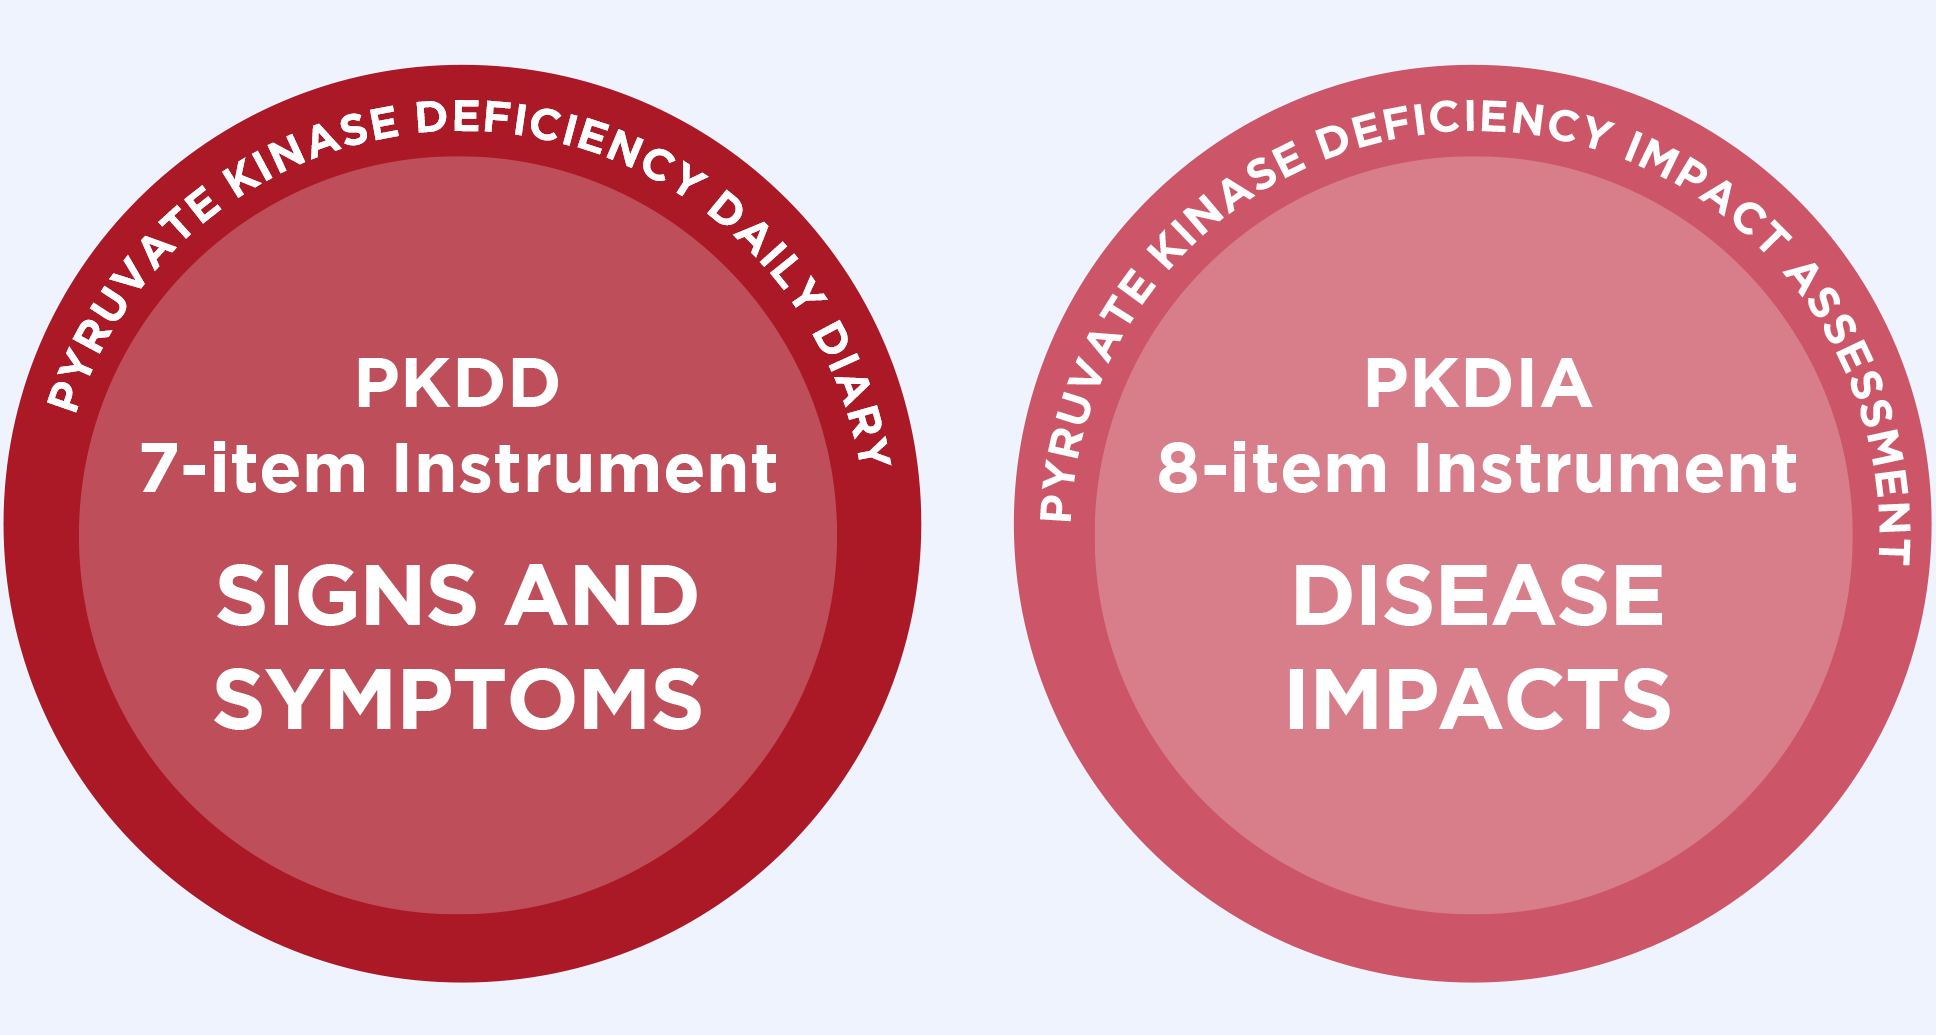 PYRUVATE KINASE DEFICIENCY DAILY DIARY
PKDD
7-item Instrument
SIGNS AND
SYMPTOMS
PYRUVATE KINASE DEFICIENCY IMPACT ASSESSMENT
PKDIA
8-item Instrument
DISEASE
IMPACTS